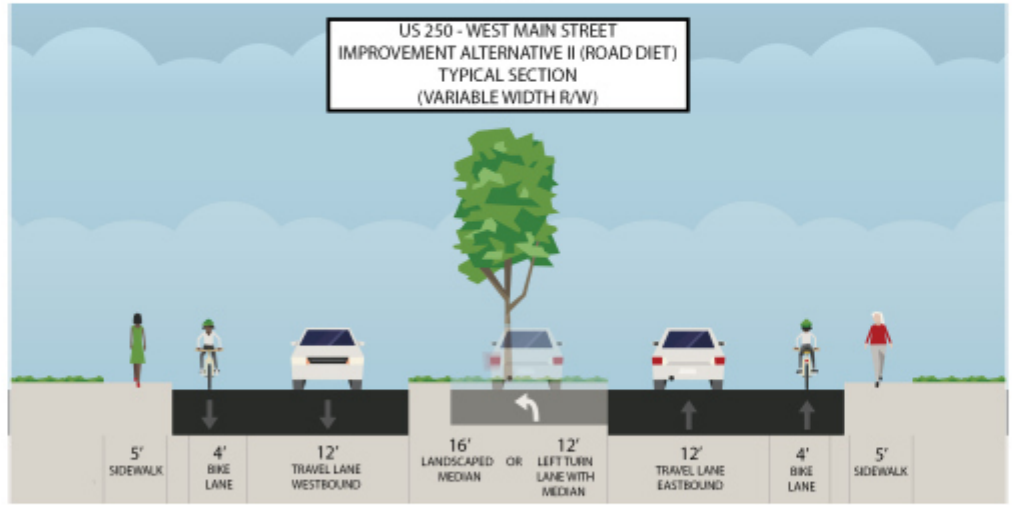 US 250 - WEST MAIN STREET
IMPROVEMENT ALTERNATIVE II (ROAD DIET)
TYPICAL SECTION
(VARIABLE WIDTH R/W)
5'
SIDEWALK
4'
BIKE
LANE
12'
TRAVEL LANE
WESTBOUND
16'
LANDSCAPED
MEDIAN
OR
12'
LEFT TURN
LANE WITH
MEDIAN
12'
TRAVEL LANE
EASTBOUND
4'
BIKE
LANE
5'
SIDEWALK